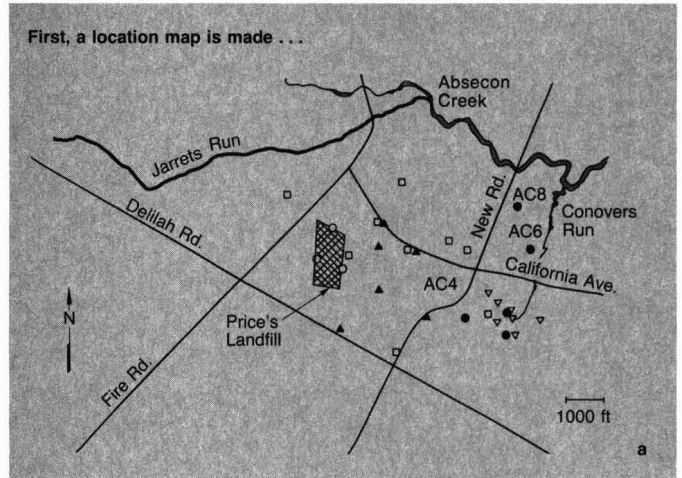 First, a location map is made . . .
Absecon
Creek
Jarrets Run
New Rd.
AC8
Conovers
Run
Delilah Rd.
AC6
California Ave.
AC4
N
Price's
Landfill
Fire Rd.
1000 ft
a